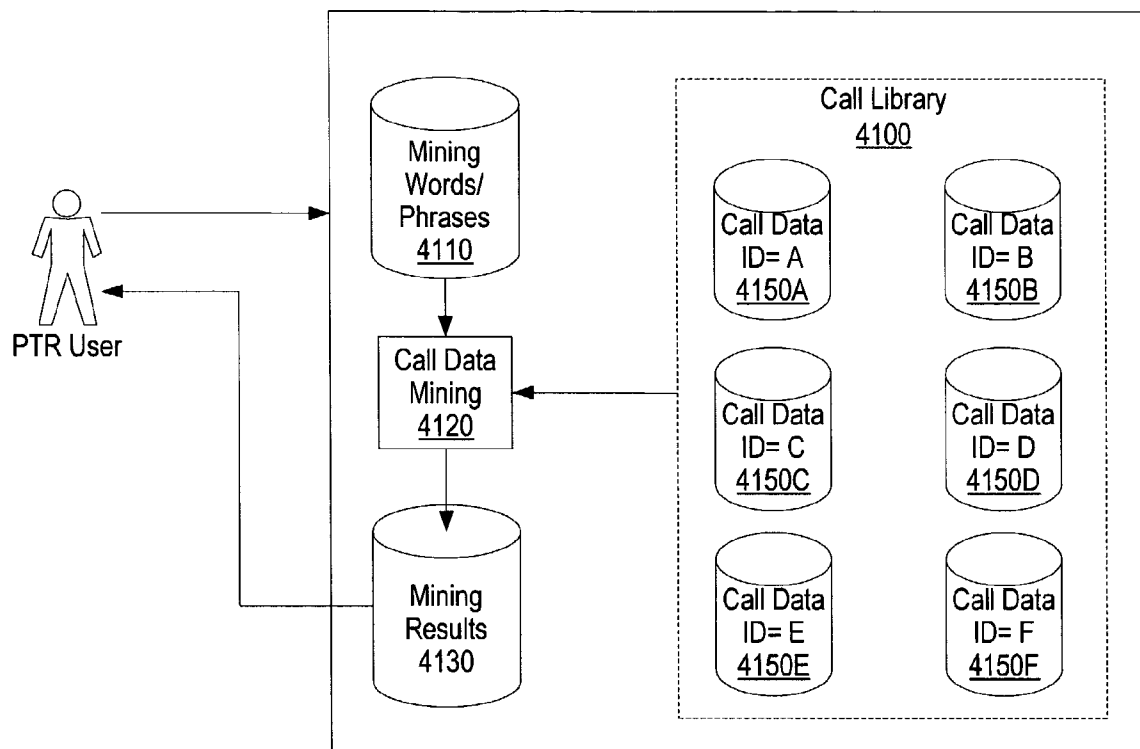 PTR User
Mining
Words/
Phrases
4110
Call Data
Mining
4120
Mining
Results
4130
Call Library
4100
Call Data
ID= A
4150A
Call Data
ID= B
4150B
Call Data
ID= C
4150C
Call Data
ID= D
4150D
Call Data
ID= E
4150E
Call Data
ID= F
4150F